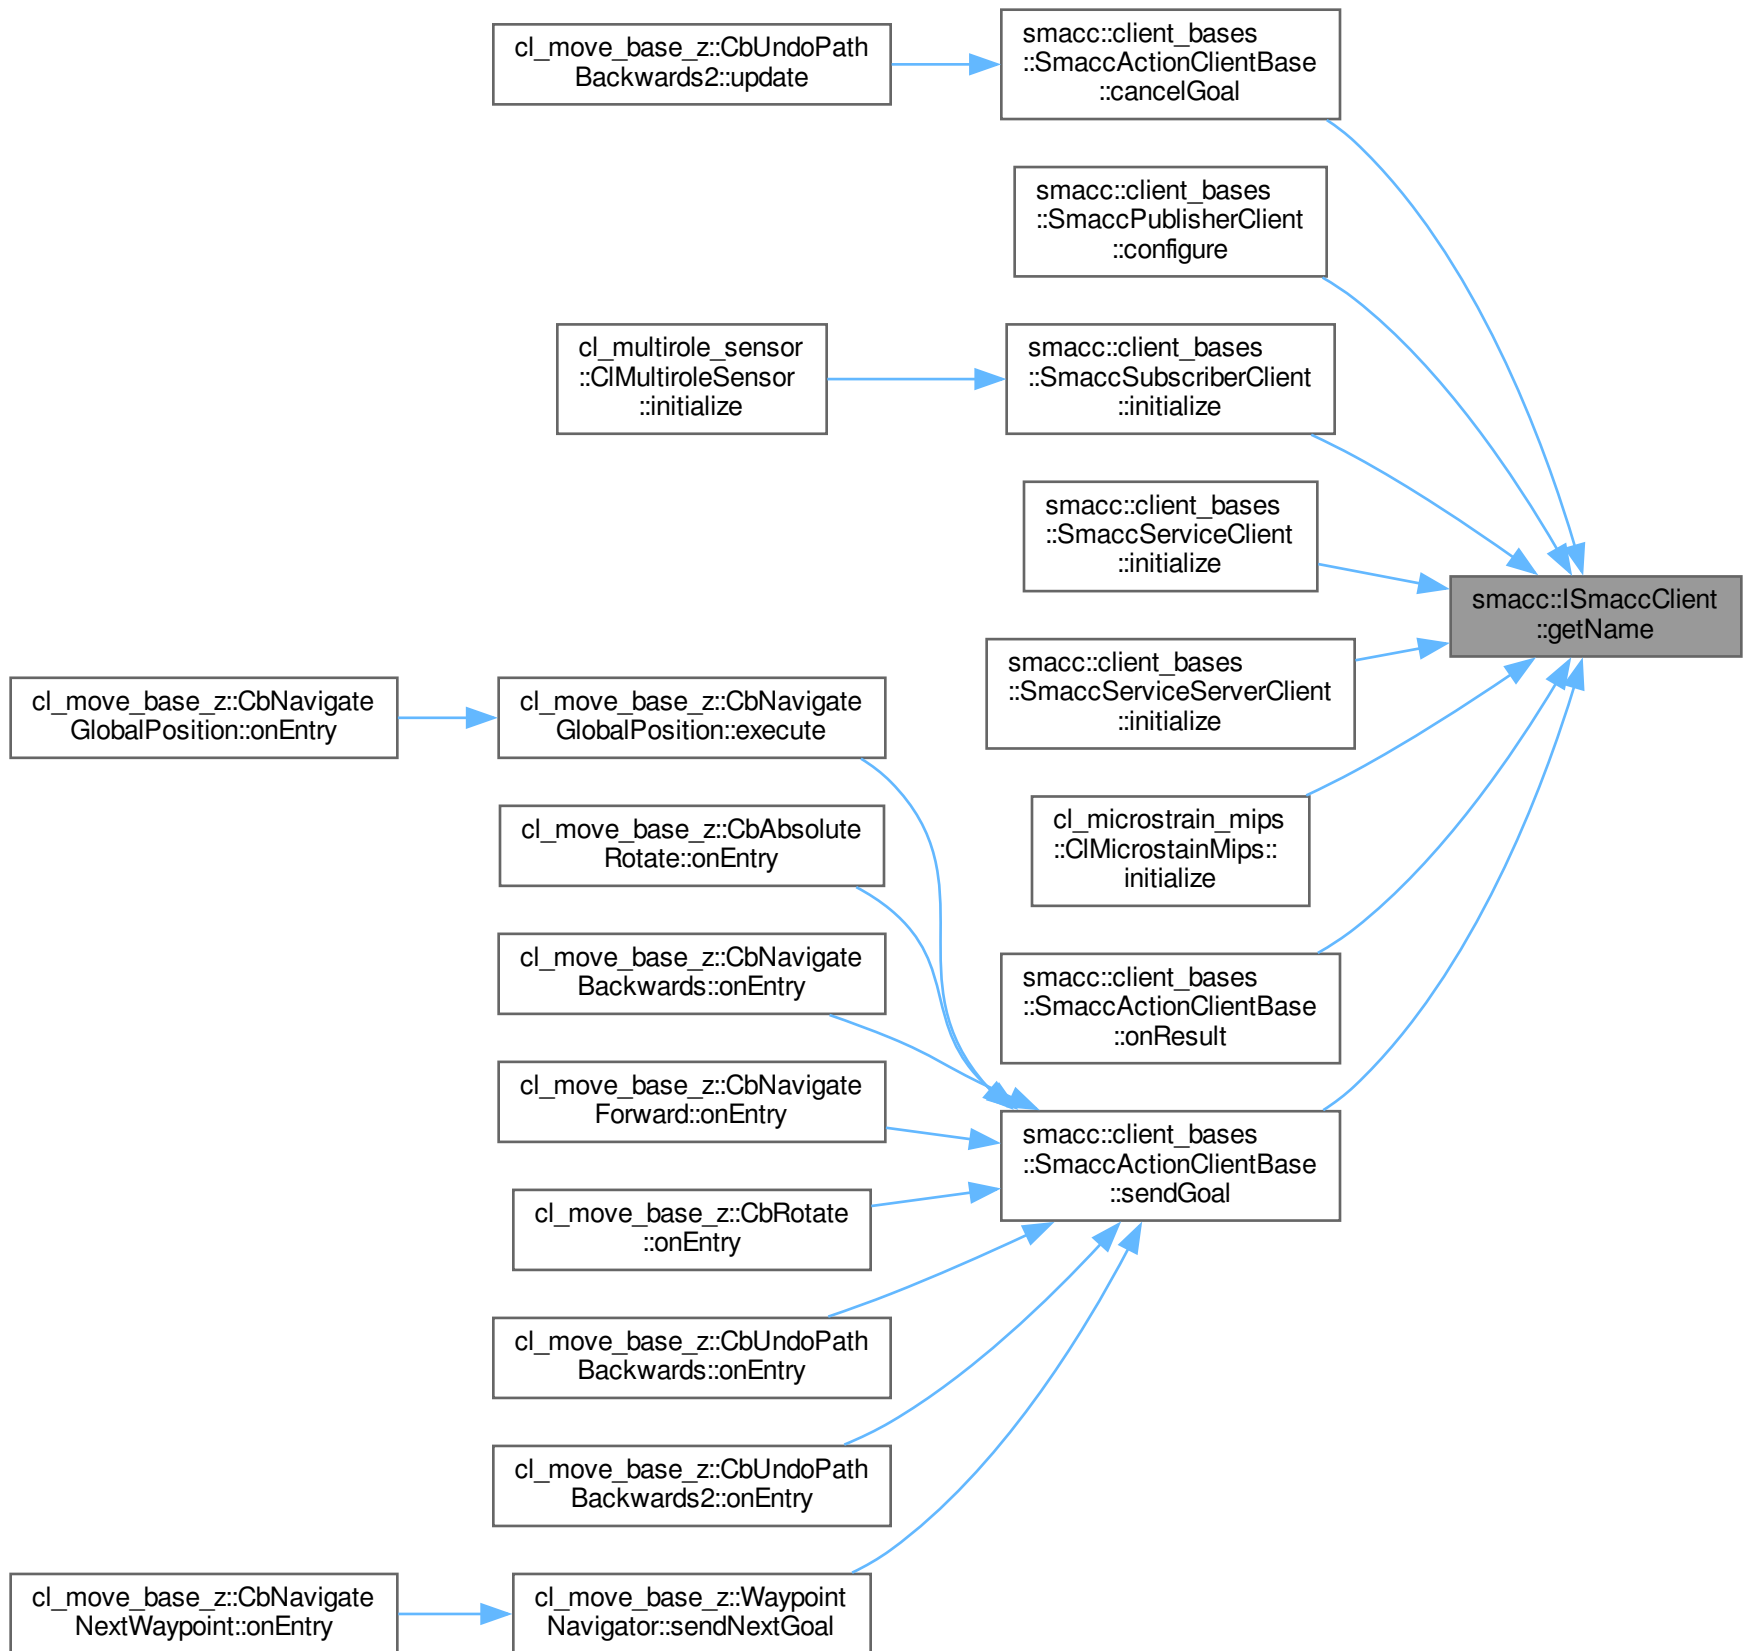 cl_move_base_z::CbUndoPath
Backwards2::update
smacc::client_bases
::SmaccActionClientBase
::cancelGoal
smacc::client_bases
::SmaccPublisherClient
::configure
cl_multirole_sensor
::ClMultiroleSensor
::initialize
smacc::client_bases
::SmaccSubscriberClient
::initialize
smacc::client_bases
::SmaccServiceClient
::initialize
smacc::ISmaccClient
::getName
smacc::client_bases
::SmaccServiceServerClient
::initialize
cl_move_base_z::CbNavigate
GlobalPosition::onEntry
cl_move_base_z::CbNavigate
GlobalPosition::execute
cl_microstrain_mips
::ClMicrostainMips::
initialize
cl_move_base_z::CbAbsolute
Rotate::onEntry
cl_move_base_z::CbNavigate
Backwards::onEntry
smacc::client_bases
::SmaccActionClientBase
::onResult
cl_move_base_z::CbNavigate
Forward::onEntry
smacc::client_bases
::SmaccActionClientBase
::sendGoal
cl_move_base_z::CbRotate
::onEntry
cl_move_base_z::CbUndoPath
Backwards::onEntry
cl_move_base_z::CbUndoPath
Backwards2::onEntry
cl_move_base_z::CbNavigate
NextWaypoint::onEntry
cl_move_base_z::Waypoint
Navigator::sendNextGoal